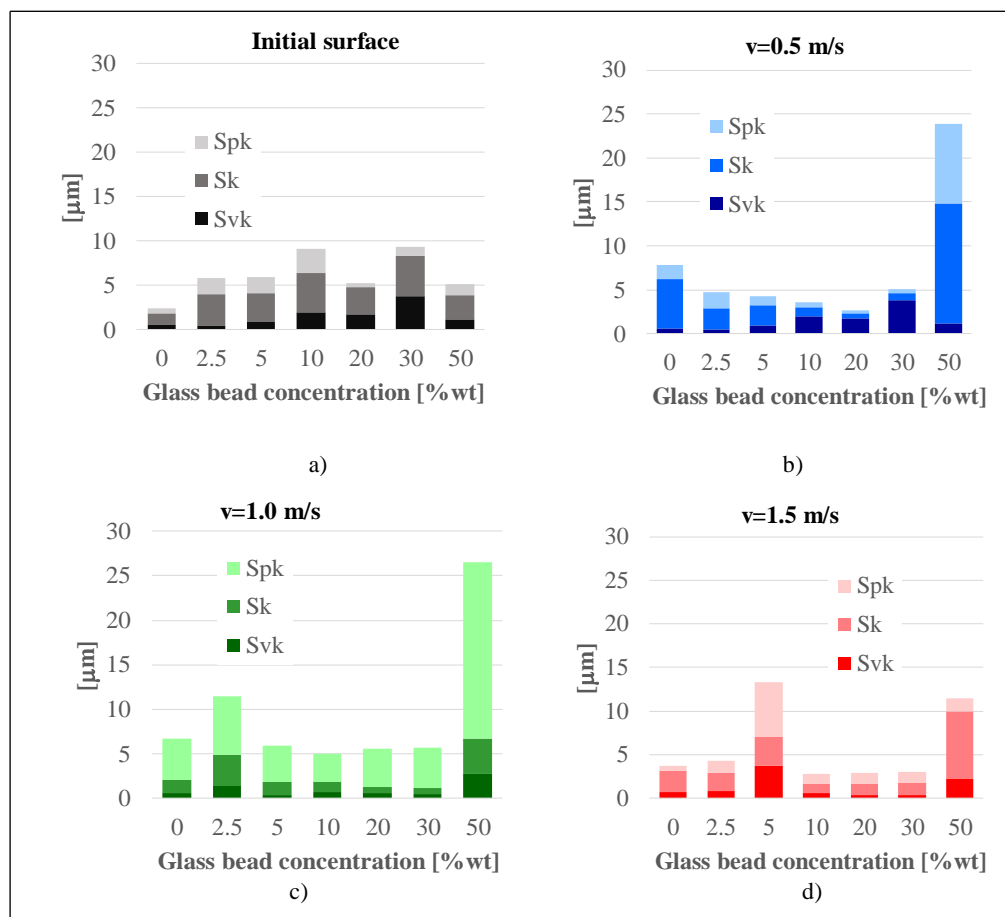 Initial surface
30
25
20
15
10
5
0
[μm]
Spk
Sk
Svk
0 2.5 5 10 20 30 50
Glass bead concentration [%wt]
a)
v=0.5 m/s
30
25
20
15
10
5
0
[μm]
Spk
Sk
Svk
0 2.5 5 10 20 30 50
Glass bead concentration [%wt]
b)
v=1.0 m/s
30
25
20
15
10
5
0
[μm]
Spk
Sk
Svk
0 2.5 5 10 20 30 50
Glass bead concentration [%wt]
c)
v=1.5 m/s
30
25
20
15
10
5
0
[μm]
Spk
Sk
Svk
0 2.5 5 10 20 30 50
Glass bead concentration [%wt]
d)